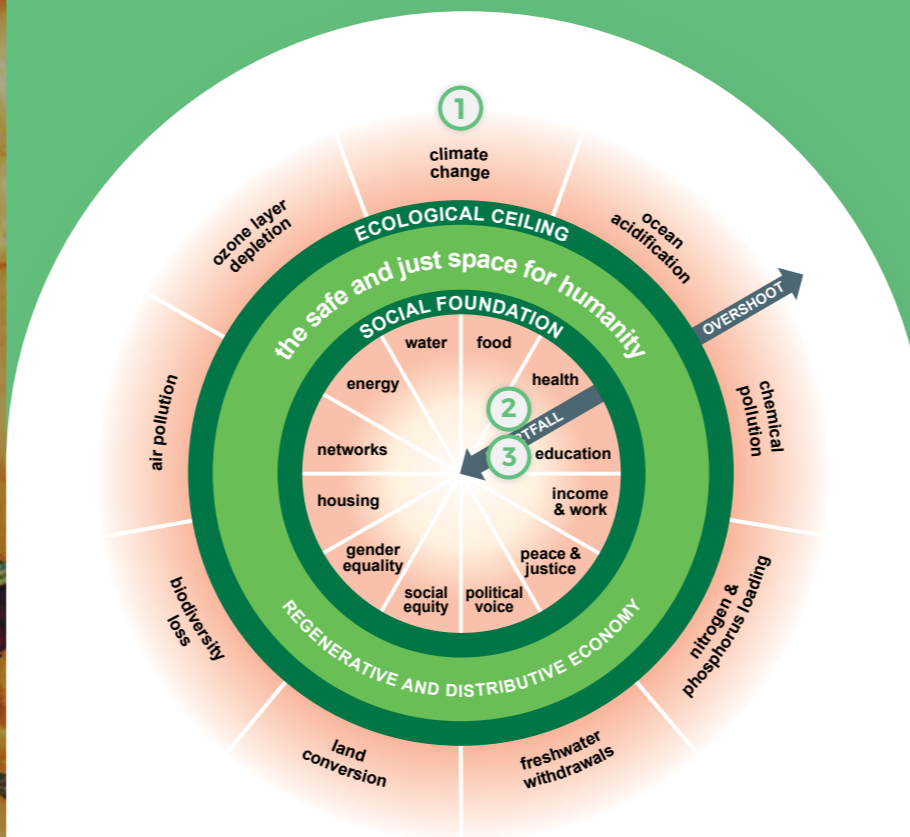 1
climate
change
ozone layer
depletion
ocean
acidification
ECOLOGICAL CEILING
OVERSHOOT
the safe and just space for humanity
SOCIAL FOUNDATION
water
food
energy
health
2
networks
3
education
housing
income
& work
gender
equality
peace &
justice
social
equity
political
voice
air pollution
chemical
pollution
REGENERATIVE AND DISTRIBUTIVE ECONOMY
biodiversity
loss
nitrogen &
phosphorus loading
land
conversion
freshwater
withdrawals